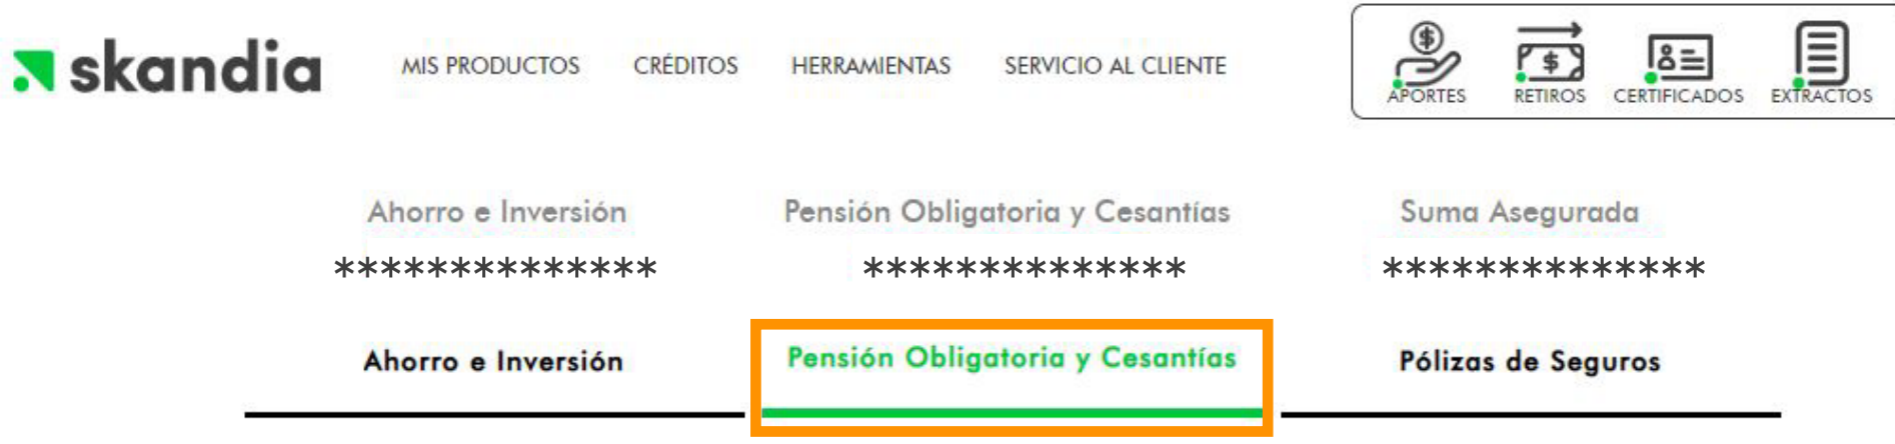 skandia MIS PRODUCTOS CRÉDITOS HERRAMIENTAS SERVICIO AL CLIENTE
APORTES RETIROS CERTIFICADOS EXTRACTOS
Ahorro e Inversión Pensión Obligatoria y Cesantías Suma Asegurada
************** ************** **************
Ahorro e Inversión Pensión Obligatoria y Cesantías Pólizas de Seguros